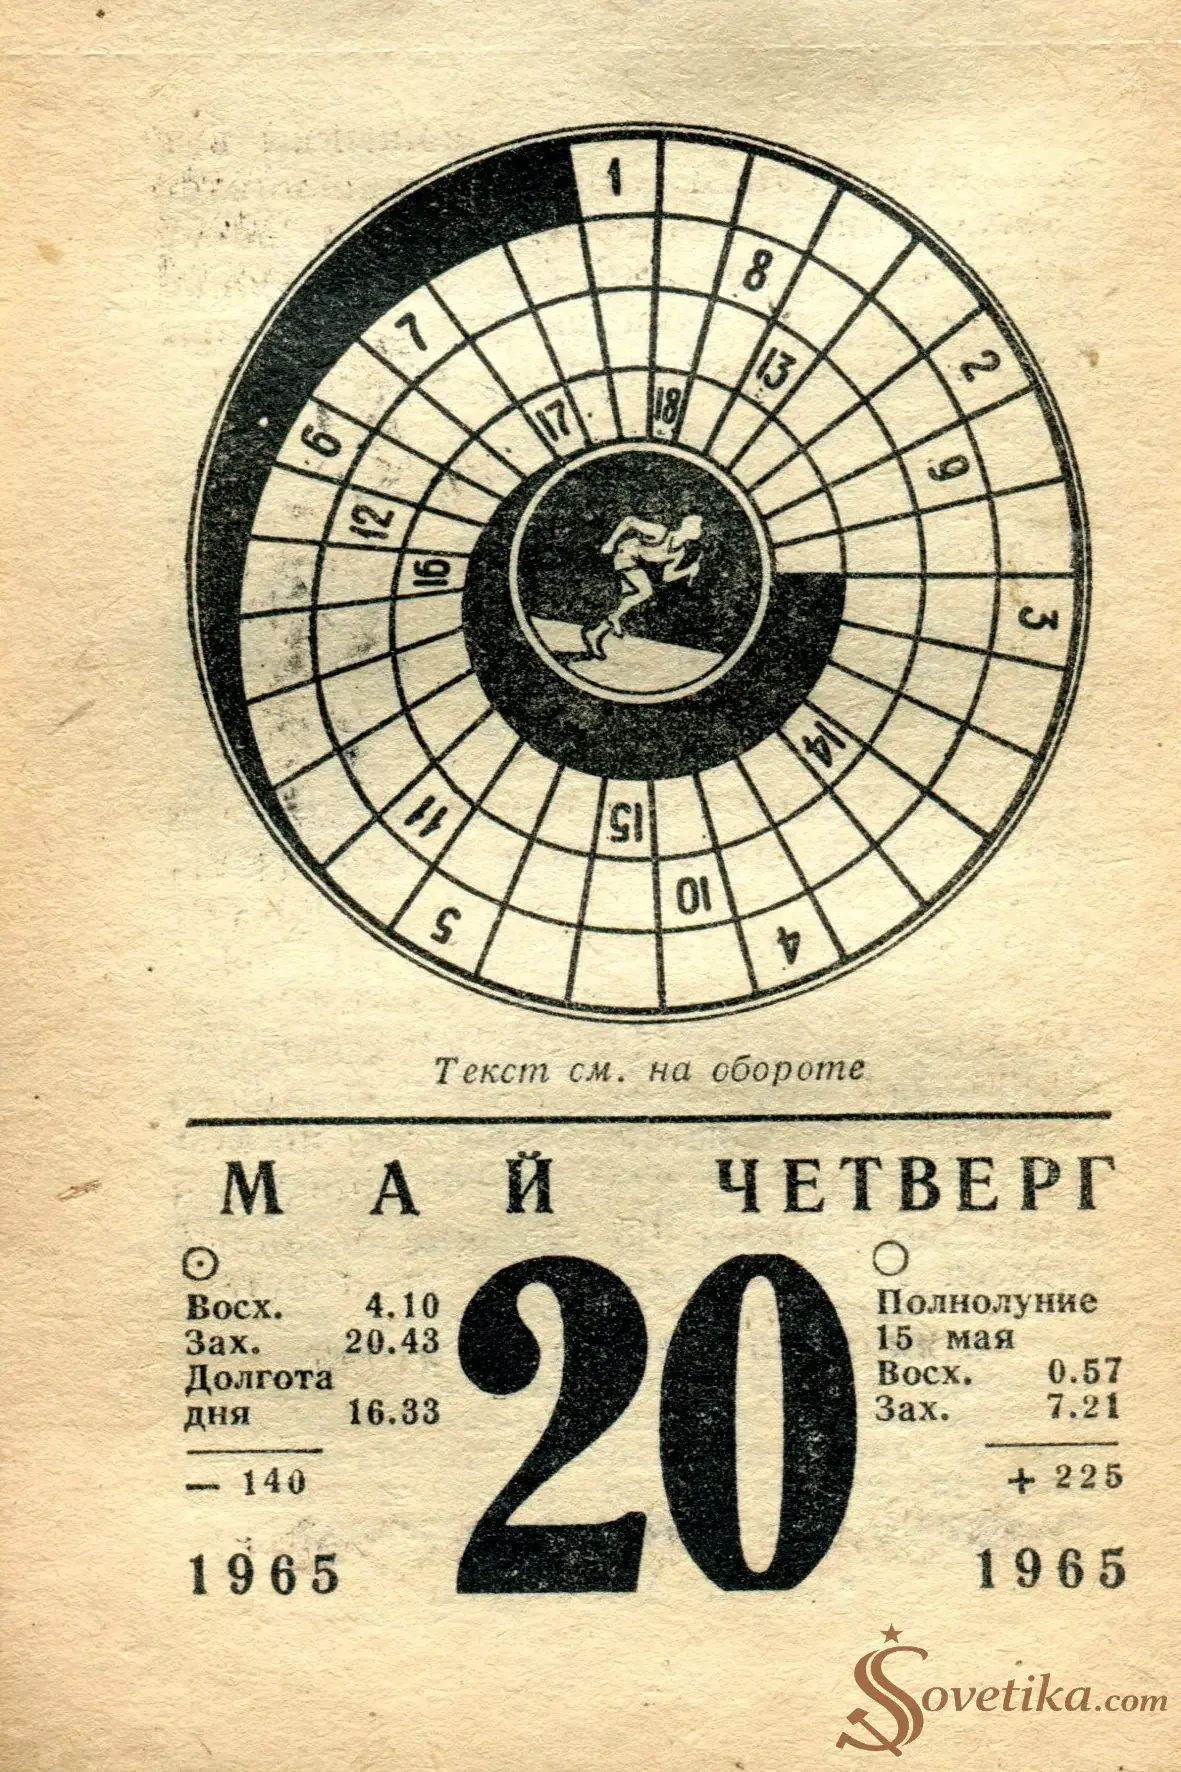 1
8
7
2
13
18
17
6
9
12
16
3
14
11
15
10
5
4
Текст см. на обороте
МАЙ ЧЕТВЕРГ
Восх. 4.10
Зах. 20.43
Долгота
дня 16.33
— 140
1965
20
Полнолуние
15 мая
Восх. 0.57
Зах. 7.21
+ 225
1965
Sovetika.com